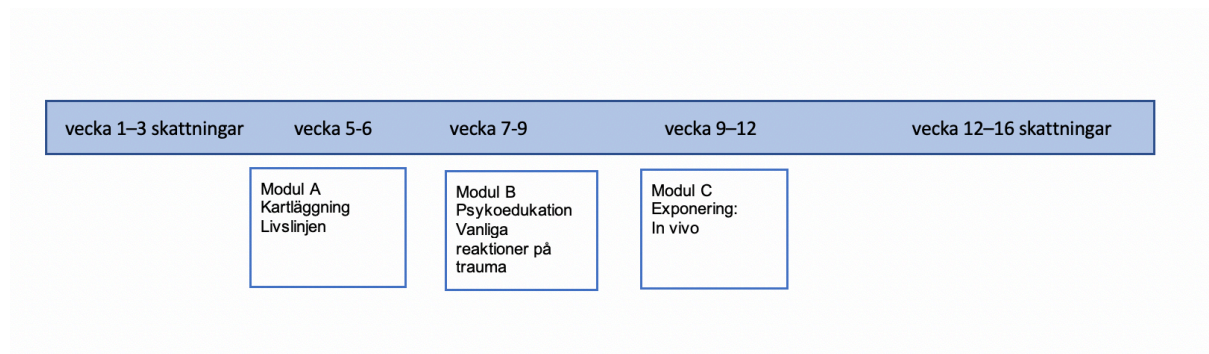 vecka 1–3 skattningar vecka 5-6 vecka 7-9 vecka 9–12 vecka 12–16 skattningar
Modul A
Kartläggning
Livslinjen
Modul B
Psykoedukation
Vanliga
reaktioner på
trauma
Modul C
Exponering:
In vivo